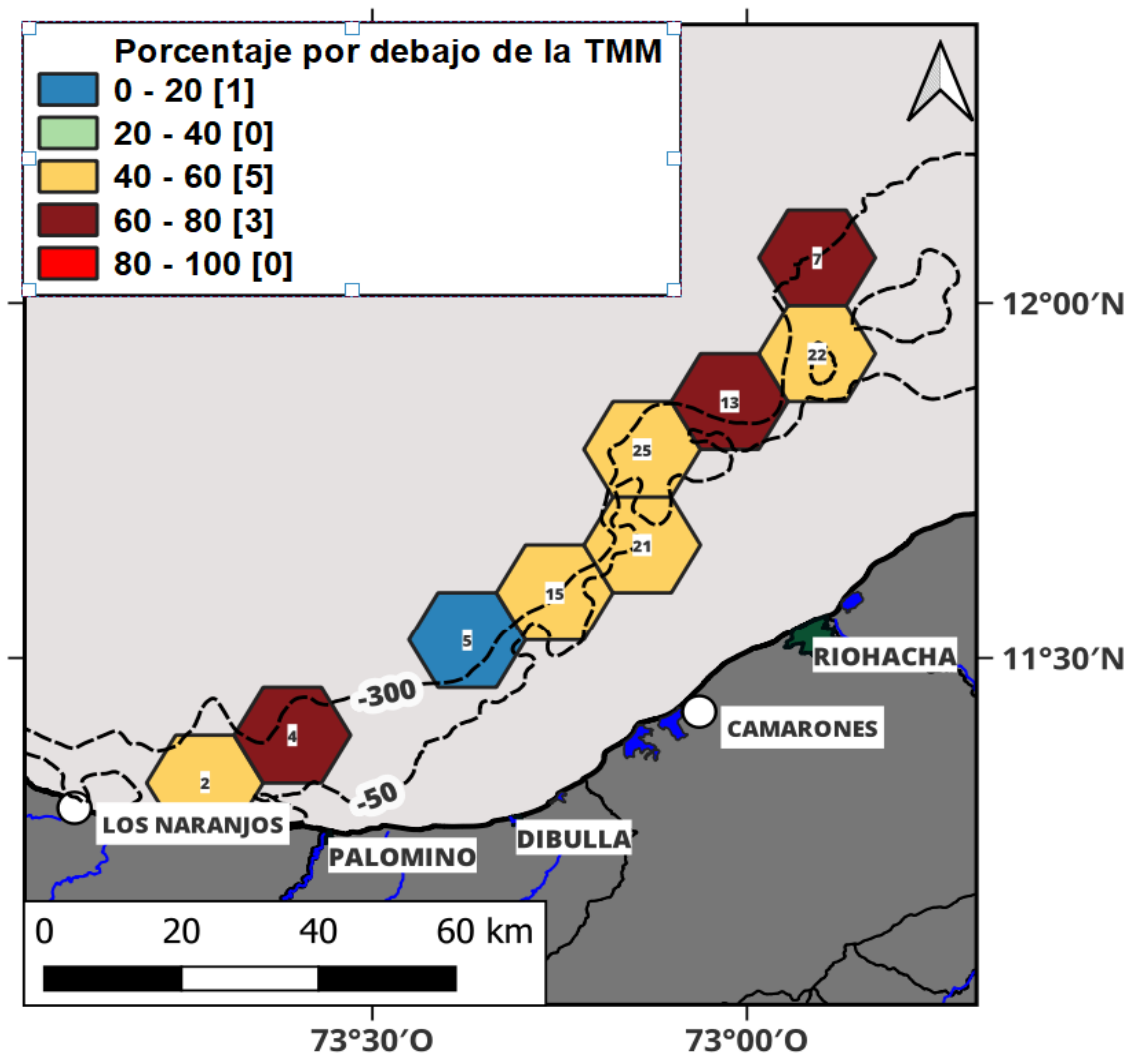 Porcentaje por debajo de la TMM
0 - 20 [1]
20 - 40 [0]
40 - 60 [5]
60 - 80 [3]
80 - 100 [0]
7
12°00′N
22
13
25
21
15
5
11°30′N
RIOHACHA
-300
CAMARONES
4
2
-50
LOS NARANJOS
DIBULLA
PALOMINO
0 20 40 60 km
73°30′O 73°00′O